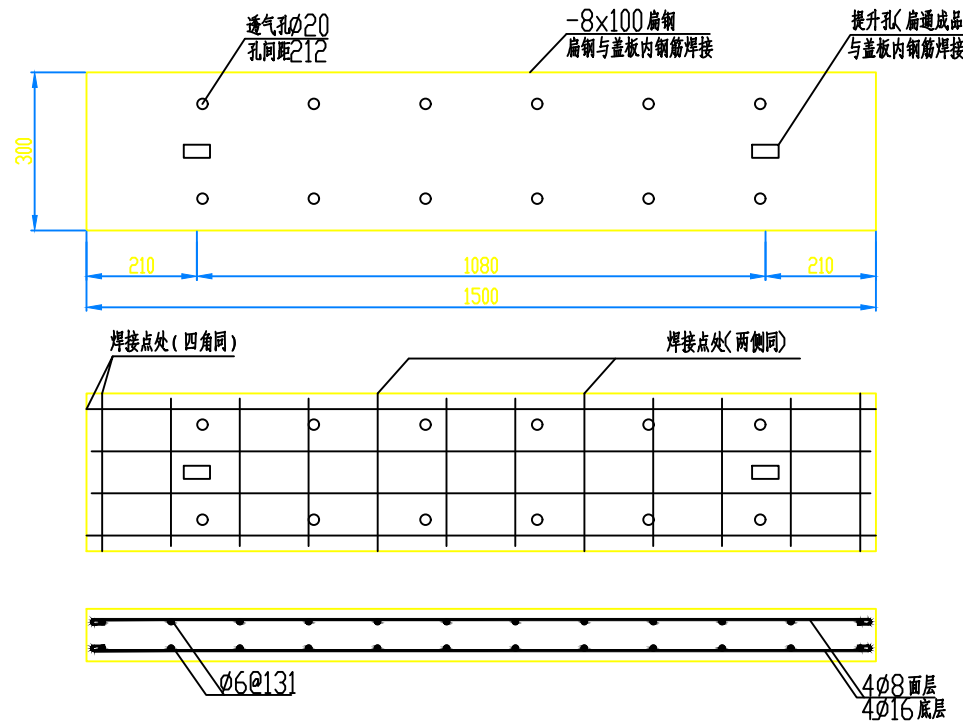 透气孔Ø20
孔间距212
-8x100扁钢
扁钢与盖板内钢筋焊接
提升孔(扁通成品
与盖板内钢筋焊接
300
210
1080
210
1500
焊接点处(四角同)
焊接点处(两侧同)
Ø6@131
4Ø8面层
4Ø16底层